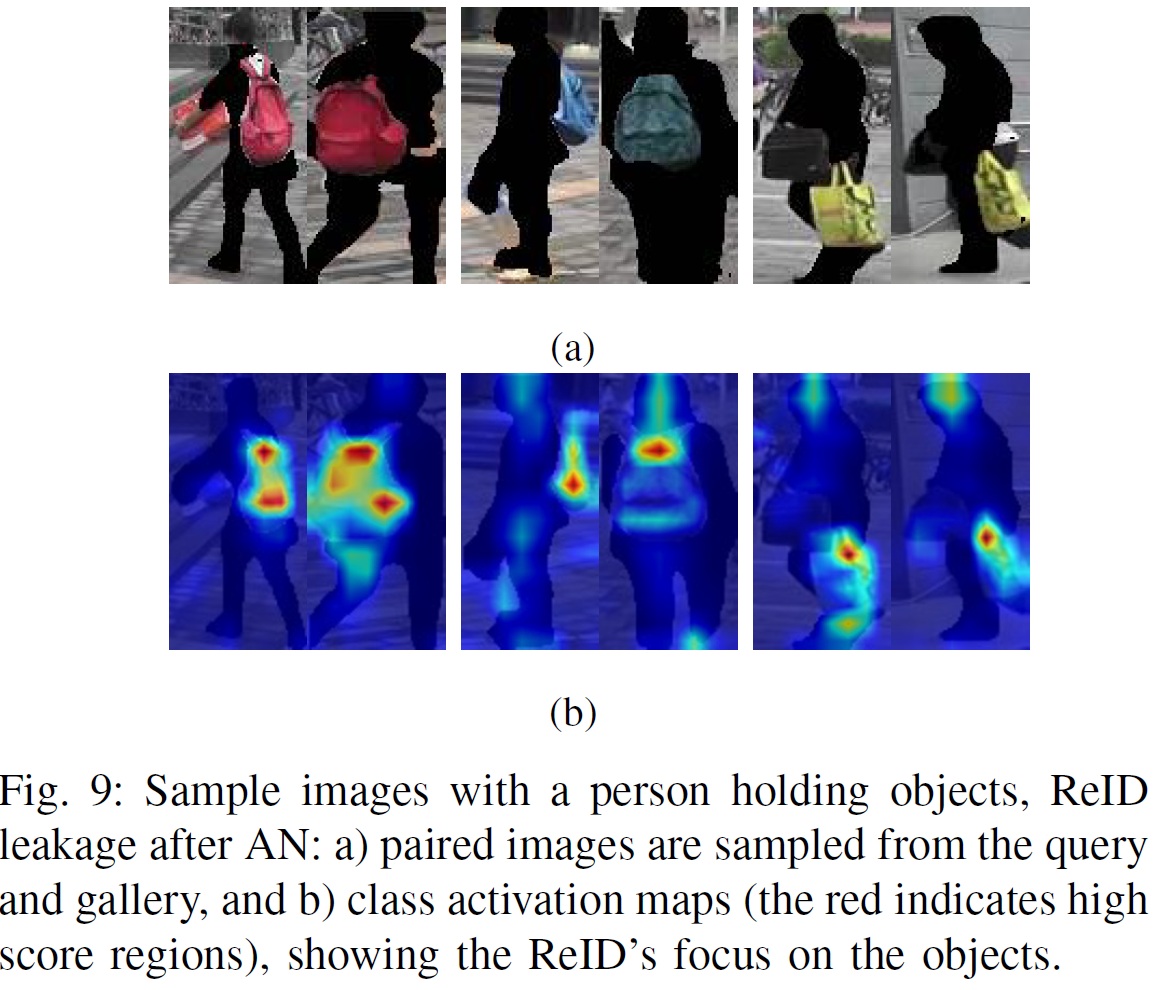 (a)
(b)
Fig. 9: Sample images with a person holding objects, ReID
leakage after AN: a) paired images are sampled from the query
and gallery, and b) class activation maps (the red indicates high
score regions), showing the ReID's focus on the objects.